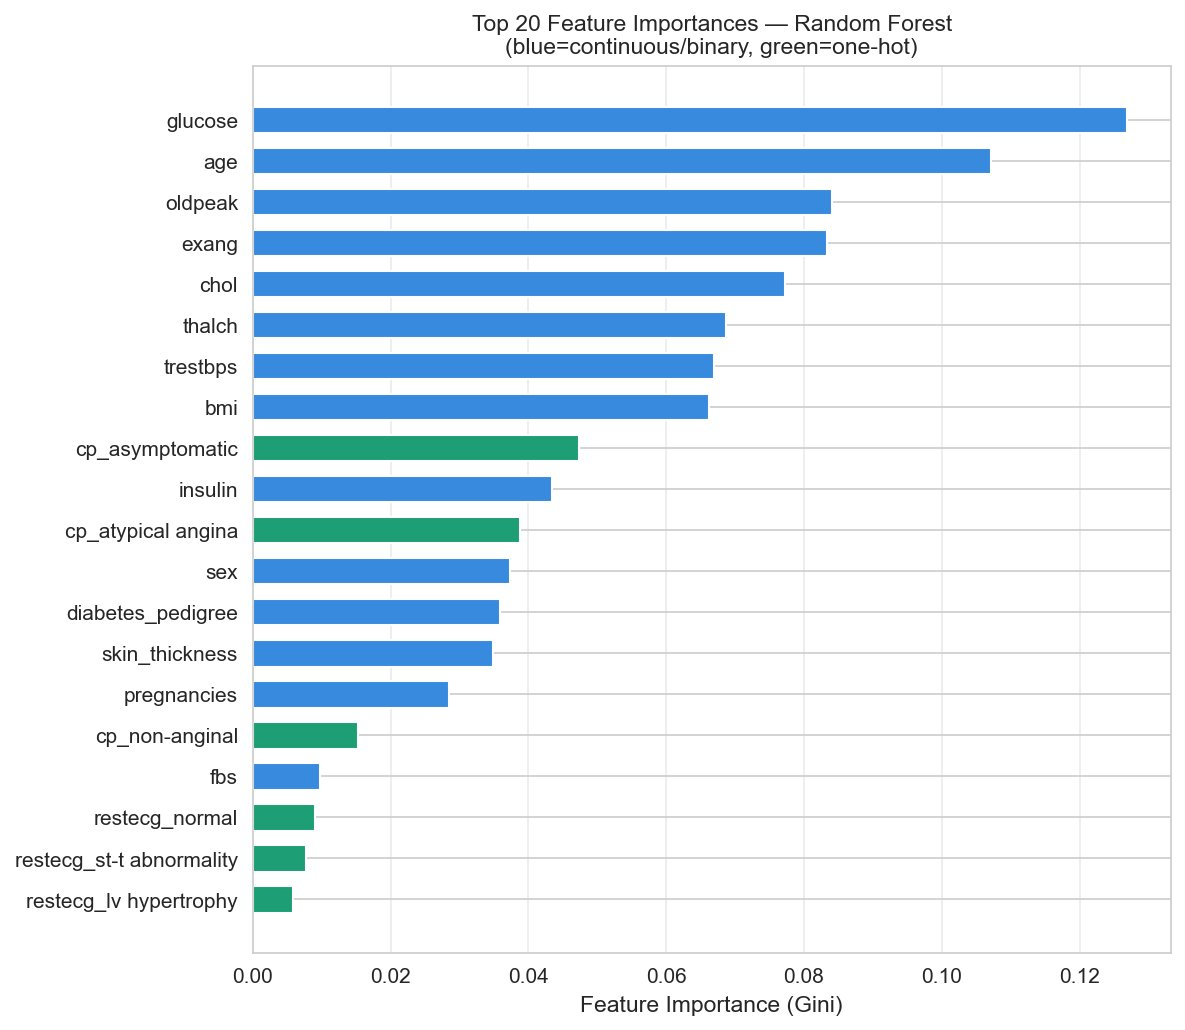 Top 20 Feature Importances — Random Forest
(blue=continuous/binary, green=one-hot)
glucose
age
oldpeak
exang
chol
thalch
trestbps
bmi
cp_asymptomatic
insulin
cp_atypical angina
sex
diabetes_pedigree
skin_thickness
pregnancies
cp_non-anginal
fbs
restecg_normal
restecg_st-t abnormality
restecg_lv hypertrophy
0.00 0.02 0.04 0.06 0.08 0.10 0.12
Feature Importance (Gini)